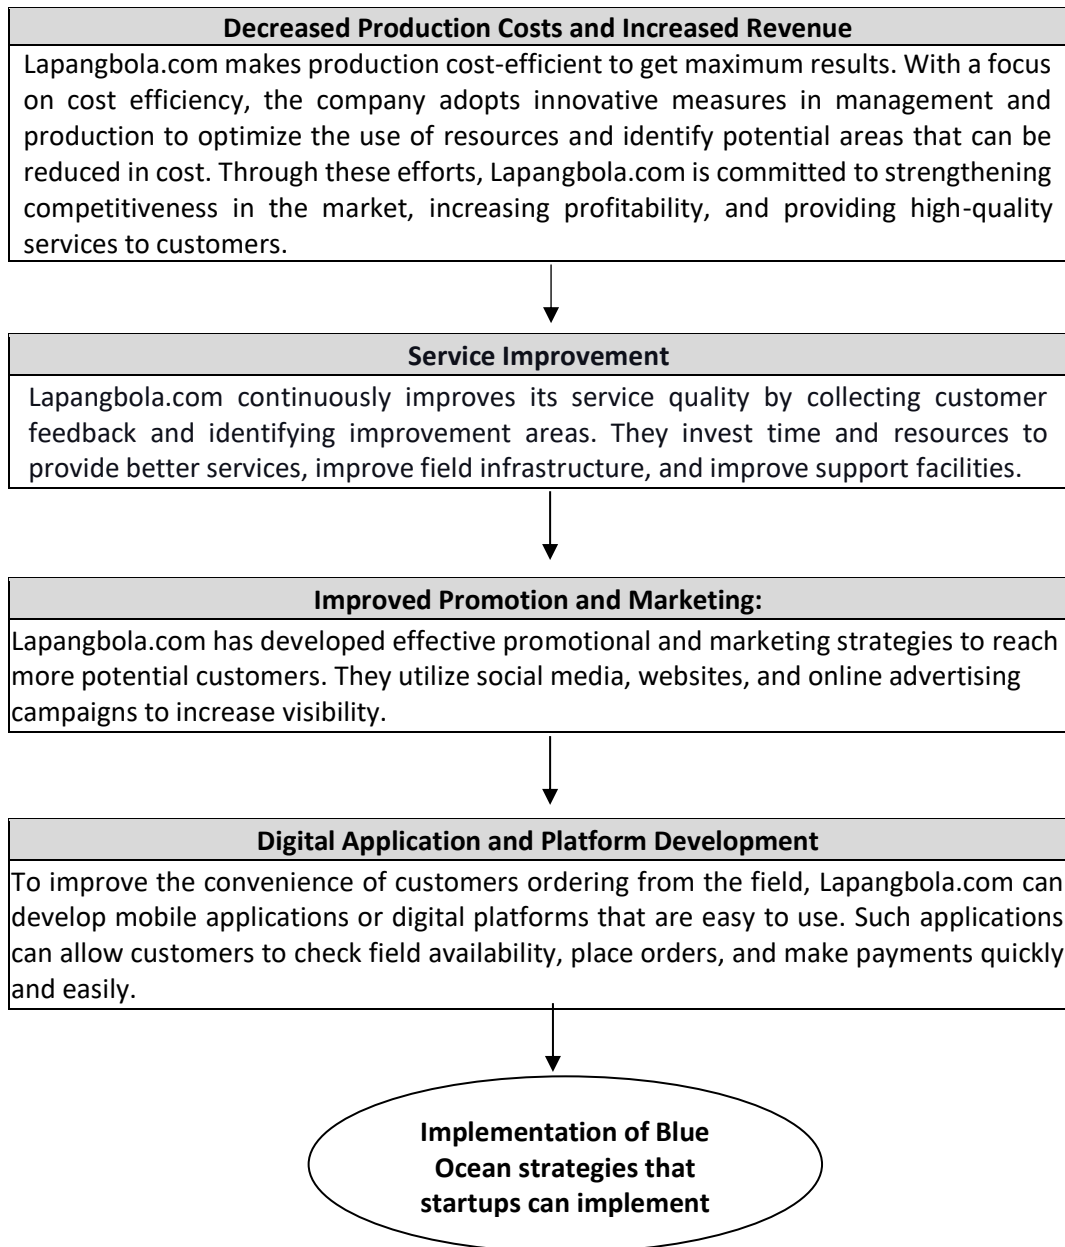 Decreased Production Costs and Increased Revenue
Lapangbola.com makes production cost-efficient to get maximum results. With a focus
on cost efficiency, the company adopts innovative measures in management and
production to optimize the use of resources and identify potential areas that can be
reduced in cost. Through these efforts, Lapangbola.com is committed to strengthening
competitiveness in the market, increasing profitability, and providing high-quality
services to customers.
Service Improvement
Lapangbola.com continuously improves its service quality by collecting customer
feedback and identifying improvement areas. They invest time and resources to
provide better services, improve field infrastructure, and improve support facilities.
Improved Promotion and Marketing:
Lapangbola.com has developed effective promotional and marketing strategies to reach
more potential customers. They utilize social media, websites, and online advertising
campaigns to increase visibility.
Digital Application and Platform Development
To improve the convenience of customers ordering from the field, Lapangbola.com can
develop mobile applications or digital platforms that are easy to use. Such applications
can allow customers to check field availability, place orders, and make payments quickly
and easily.
Implementation of Blue
Ocean strategies that
startups can implement